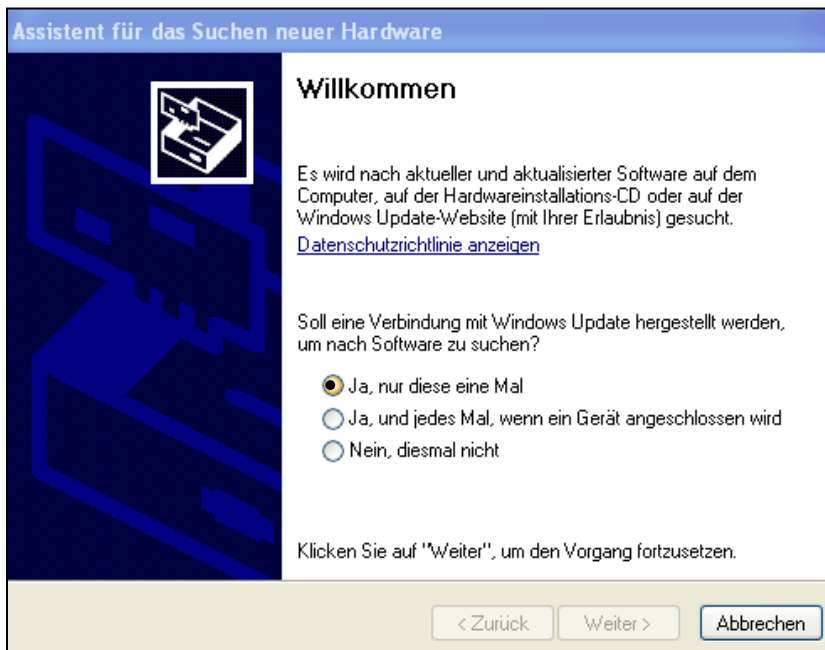 Assistent für das Suchen neuer Hardware
Willkommen
Es wird nach aktueller und aktualisierter Software auf dem
Computer, auf der Hardwareinstallations-CD oder auf der
Windows Update-Website (mit Ihrer Erlaubnis) gesucht.
Datenschutzrichtlinie anzeigen
Soll eine Verbindung mit Windows Update hergestellt werden,
um nach Software zu suchen?
Ja, nur diese eine Mal
Ja, und jedes Mal, wenn ein Gerät angeschlossen wird
Nein, diesmal nicht
Klicken Sie auf "Weiter", um den Vorgang fortzusetzen.
< Zurück Weiter > Abbrechen